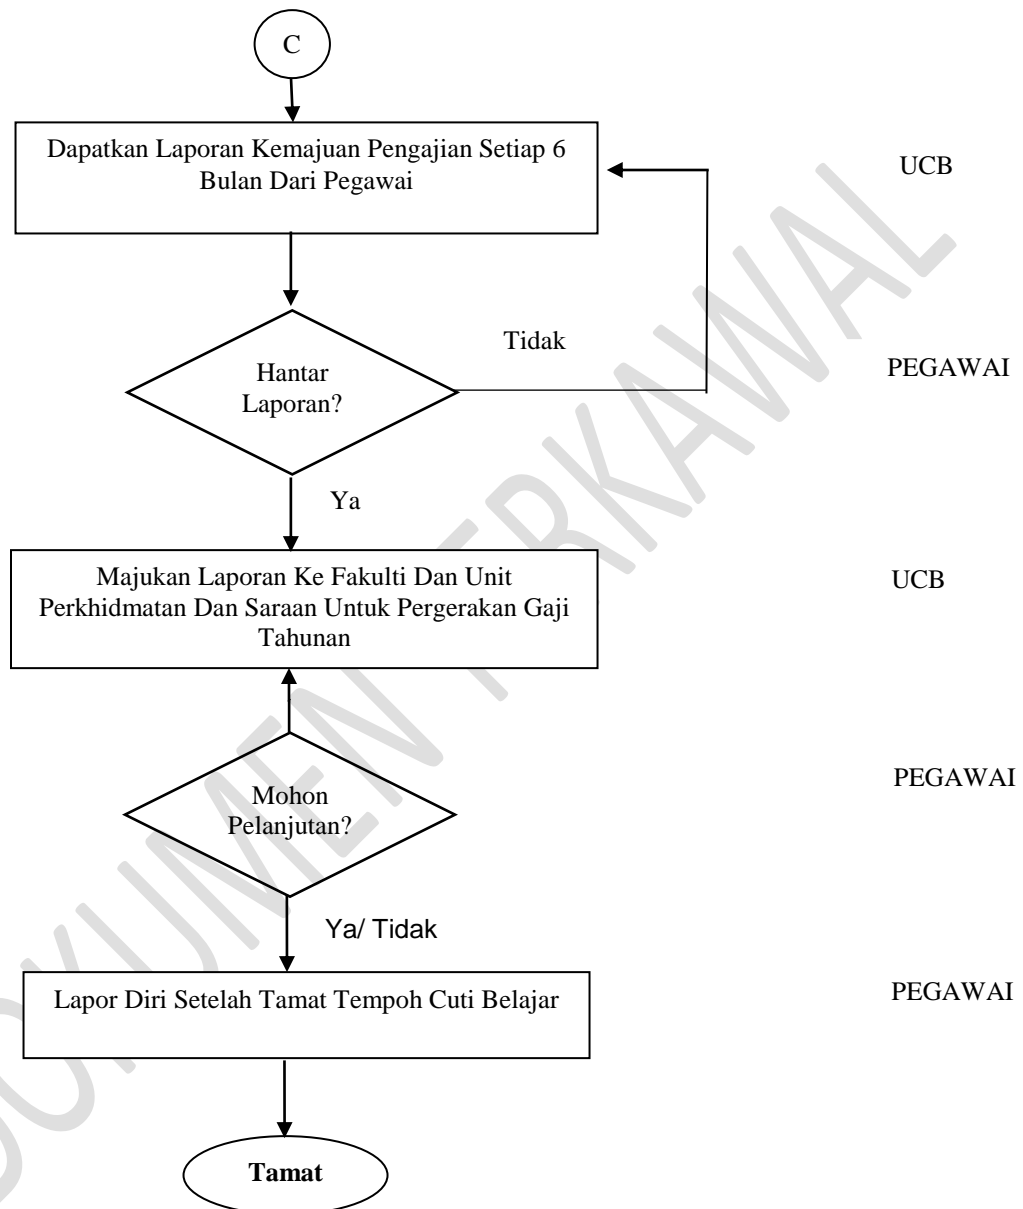 C
Dapatkan Laporan Kemajuan Pengajian Setiap 6
Bulan Dari Pegawai
UCB
Tidak
Hantar
Laporan?
PEGAWAI
Ya
Majukan Laporan Ke Fakulti Dan Unit
Perkhidmatan Dan Saraan Untuk Pergerakan Gaji
Tahunan
UCB
Mohon
Pelanjutan?
PEGAWAI
Ya/ Tidak
Lapor Diri Setelah Tamat Tempoh Cuti Belajar
PEGAWAI
Tamat
DOKUMEN TERKAWAL